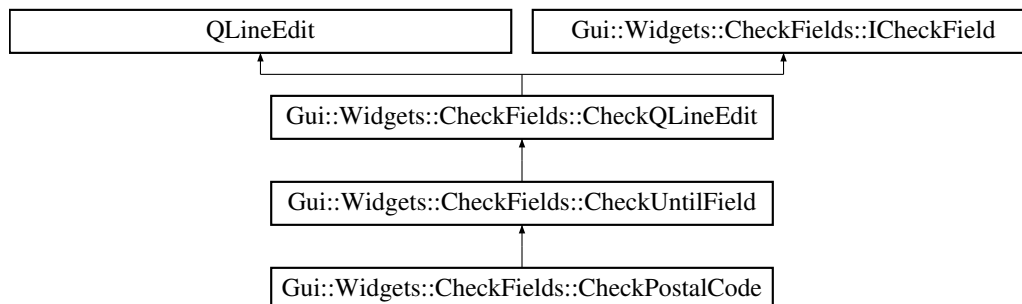 QLineEdit
Gui::Widgets::CheckFields::ICheckField
Gui::Widgets::CheckFields::CheckQLineEdit
Gui::Widgets::CheckFields::CheckUntilField
Gui::Widgets::CheckFields::CheckPostalCode